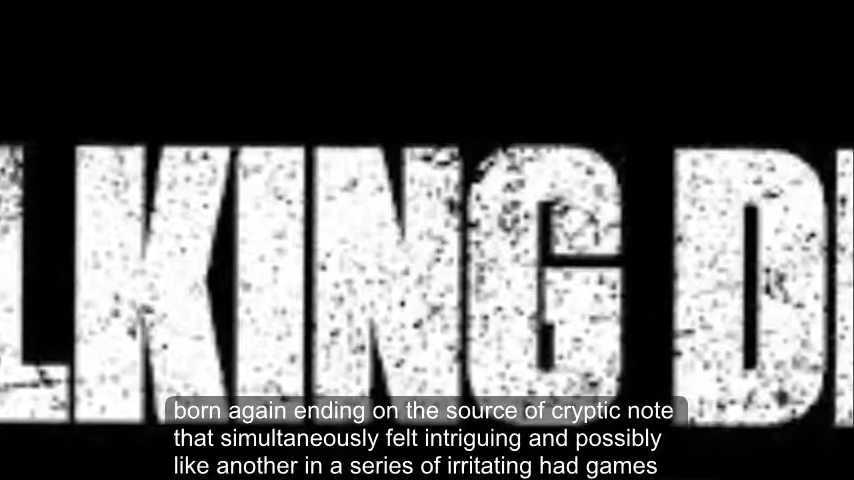 LKING D
born again ending on the source of cryptic note
that simultaneously felt intriguing and possibly
like another in a series of irritating had games